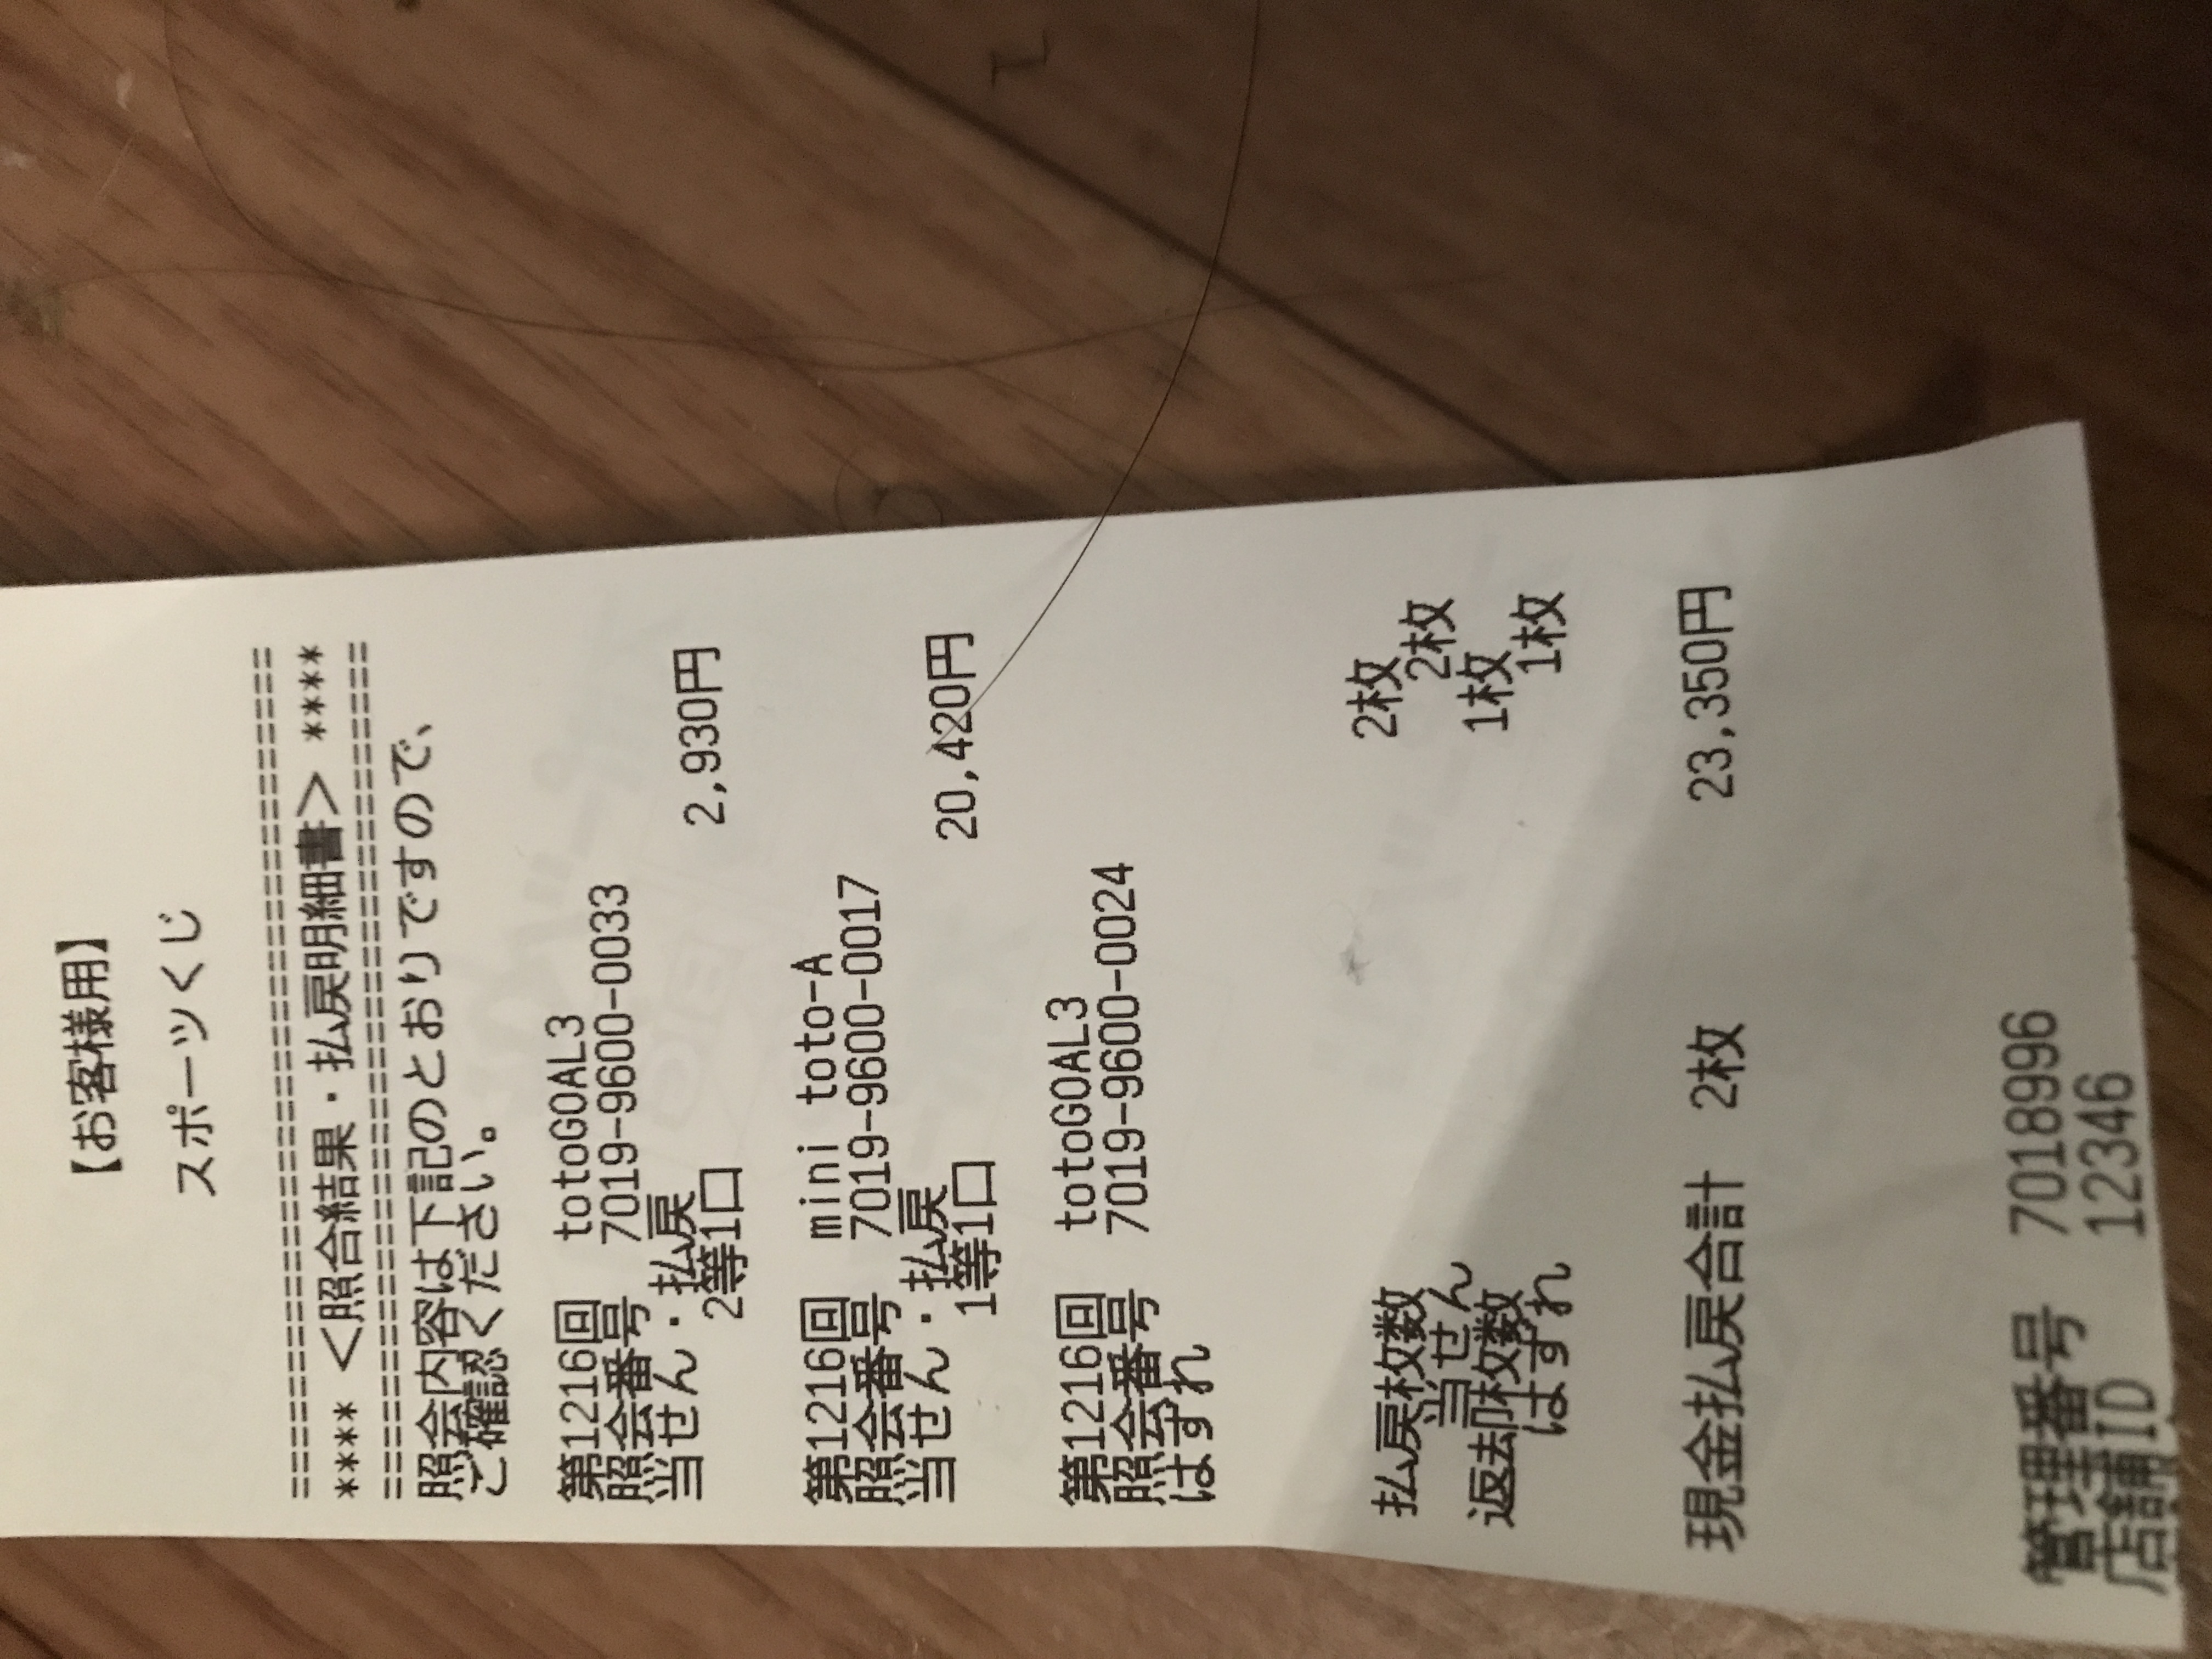 【お客様用】
スポーツくじ
====================================
**** <照合結果・払戻明細書> ****
====================================
照会内容は下記のとおりですので、
ご確認ください。
第1216回 totoGOAL3
照会番号 7019-9600-0033
当せん・払戻
2等1口 2,930円
第1216回 mini toto-A
照会番号 7019-9600-0017
当せん・払戻
1等1口 20,420円
第1216回 totoGOAL3
照会番号 7019-9600-0024
はずれ
払戻枚数 2枚
当せん 2枚
返却枚数 1枚
はずれ 1枚
現金払戻合計 2枚 23,350円
管理番号 7018996
店舗ID 12346